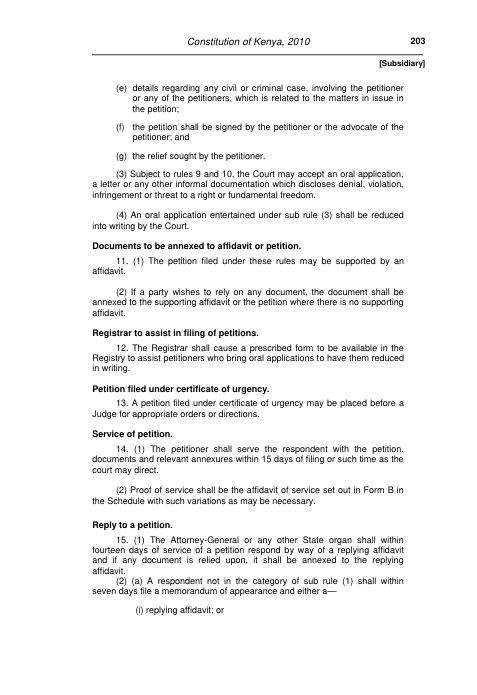 Constitution of Kenya, 2010 203
[Subsidiary]
(e) details regarding any civil or criminal case, involving the petitioner
or any of the petitioners, which is related to the matters in issue in
the petition;
(f) the petition shall be signed by the petitioner or the advocate of the
petitioner; and
(g) the relief sought by the petitioner.
(3) Subject to rules 9 and 10, the Court may accept an oral application,
a letter or any other informal documentation which discloses denial, violation,
infringement or threat to a right or fundamental freedom.
(4) An oral application entertained under sub rule (3) shall be reduced
into writing by the Court.
Documents to be annexed to affidavit or petition.
11. (1) The petition filed under these rules may be supported by an
affidavit.
(2) If a party wishes to rely on any document, the document shall be
annexed to the supporting affidavit or the petition where there is no supporting
affidavit.
Registrar to assist in filing of petitions.
12. The Registrar shall cause a prescribed form to be available in the
Registry to assist petitioners who bring oral applications to have them reduced
in writing.
Petition filed under certificate of urgency.
13. A petition filed under certificate of urgency may be placed before a
Judge for appropriate orders or directions.
Service of petition.
14. (1) The petitioner shall serve the respondent with the petition,
documents and relevant annexures within 15 days of filing or such time as the
court may direct.
(2) Proof of service shall be the affidavit of service set out in Form B in
the Schedule with such variations as may be necessary.
Reply to a petition.
15. (1) The Attorney-General or any other State organ shall within
fourteen days of service of a petition respond by way of a replying affidavit
and if any document is relied upon, it shall be annexed to the replying
affidavit.
(2) (a) A respondent not in the category of sub rule (1) shall within
seven days file a memorandum of appearance and either a—
(i) replying affidavit; or